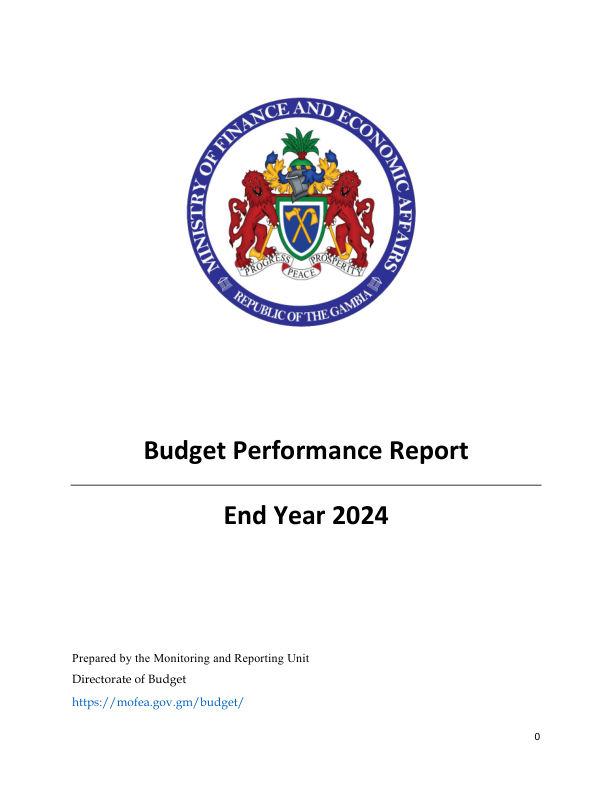 MINISTRY OF FINANCE AND ECONOMIC AFFAIRS
PROGRESS
PEACE
PROSPERITY
REPUBLIC OF THE GAMBIA
Budget Performance Report
End Year 2024
Prepared by the Monitoring and Reporting Unit
Directorate of Budget
https://mofea.gov.gm/budget/
0